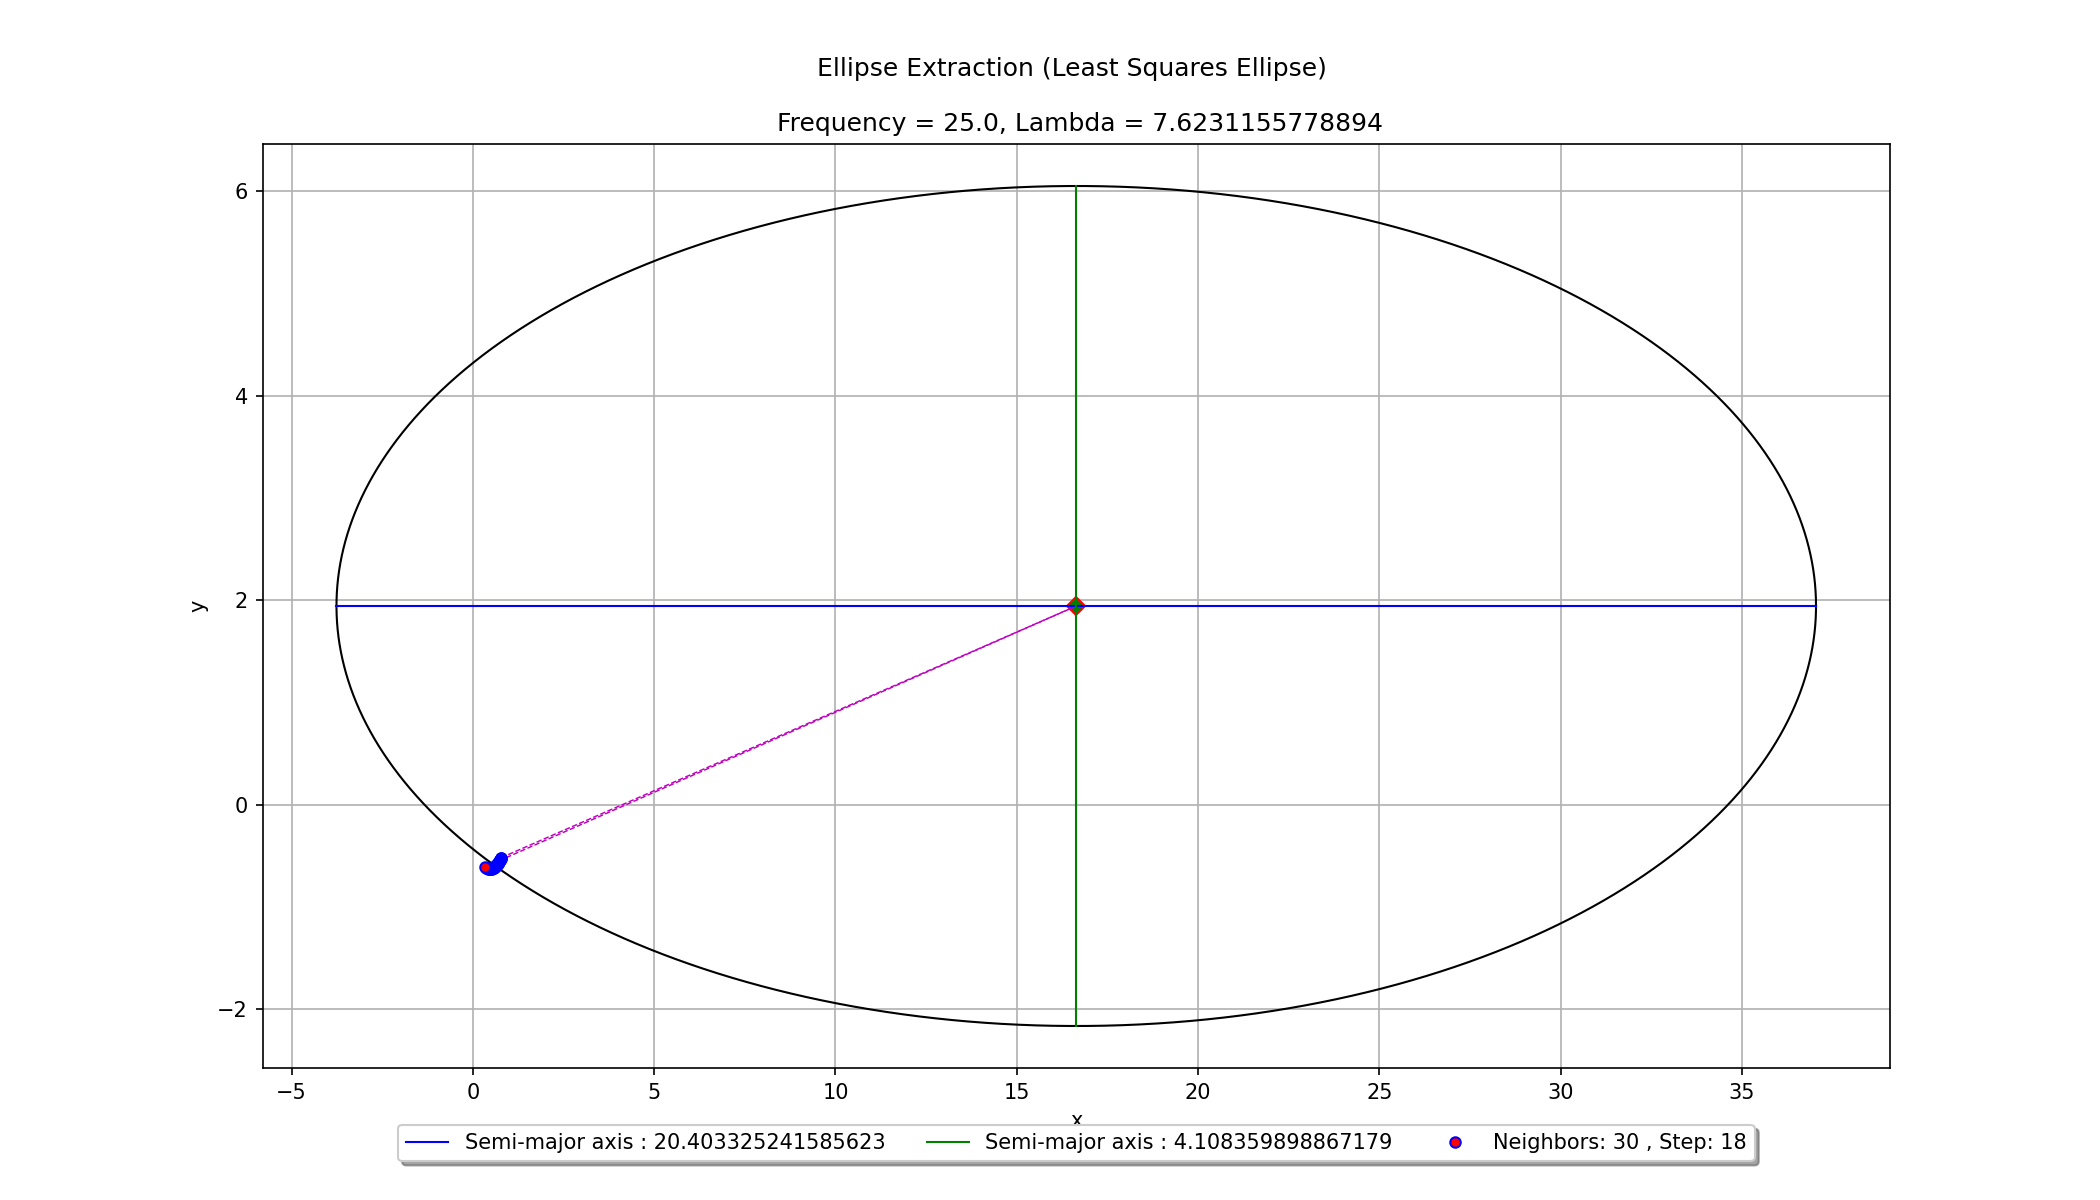 Ellipse Extraction (Least Squares Ellipse)
Frequency = 25.0, Lambda = 7.6231155778894
6
4
2
0
−2
y
−5 0 5 10 15 20 25 30 35
x
Semi-major axis : 20.403325241585623 Semi-major axis : 4.108359898867179 Neighbors: 30 , Step: 18